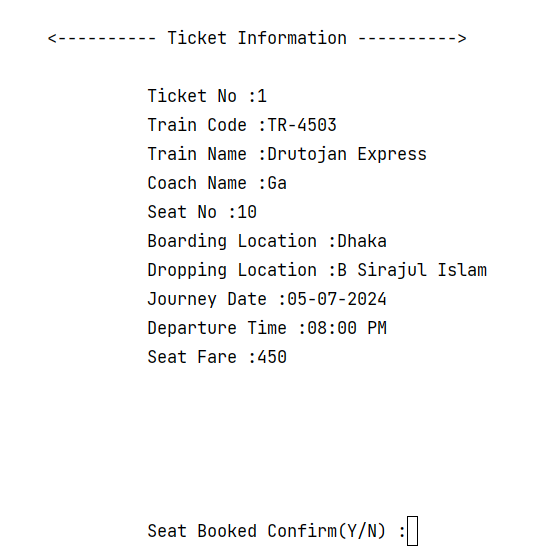 <---------- Ticket Information ---------->
Ticket No :1
Train Code :TR-4503
Train Name :Drutojan Express
Coach Name :Ga
Seat No :10
Boarding Location :Dhaka
Dropping Location :B Sirajul Islam
Journey Date :05-07-2024
Departure Time :08:00 PM
Seat Fare :450
Seat Booked Confirm(Y/N) :